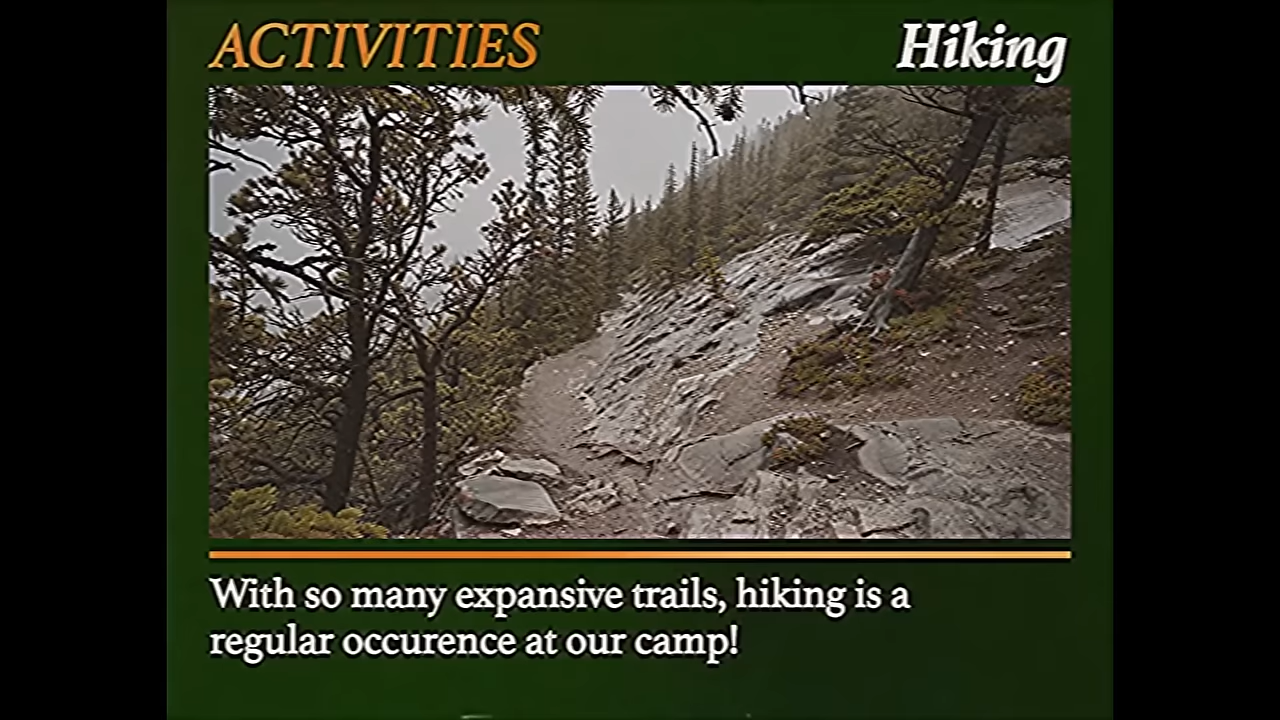 ACTIVITIES Hiking
With so many expansive trails, hiking is a
regular occurence at our camp!